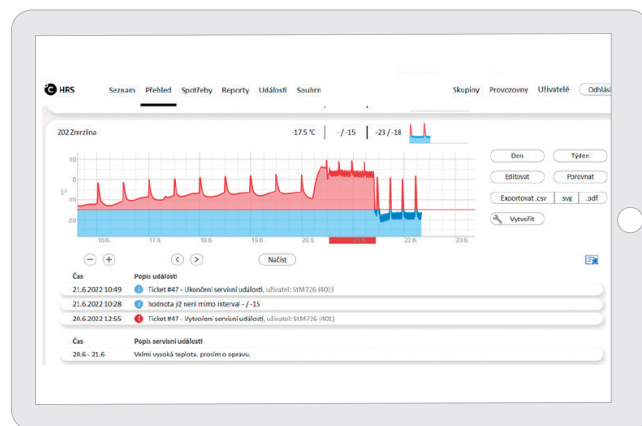 HRS Seznam Přehled Spotřeby Reporty Události Souhrn Skupiny Provozovny Uživatelé Odhlási
202 Zmrzlina -17.5 °C - / -15 -23 / -18
Den Týden
Editovat Porovnat
Exportovat .csv .svg .pdf
Vytvořit
10
0
-10
-20
°C
16.6. 17.6. 18.6. 19.6. 20.6. 21.6. 22.6. 23.6.
− + < > Načíst
Čas Popis události
21.6.2022 10:49 Ticket #47 - Ukončení servisní události, uživatel: StM726 (401)
21.6.2022 10:28 hodnota již není mimo interval - / -15
20.6.2022 12:55 Ticket #47 - Vytvoření servisní události, uživatel: StM726 (401)
Čas Popis servisní události
20.6 - 21.6 Velmi vysoká teplota, prosím o opravu.